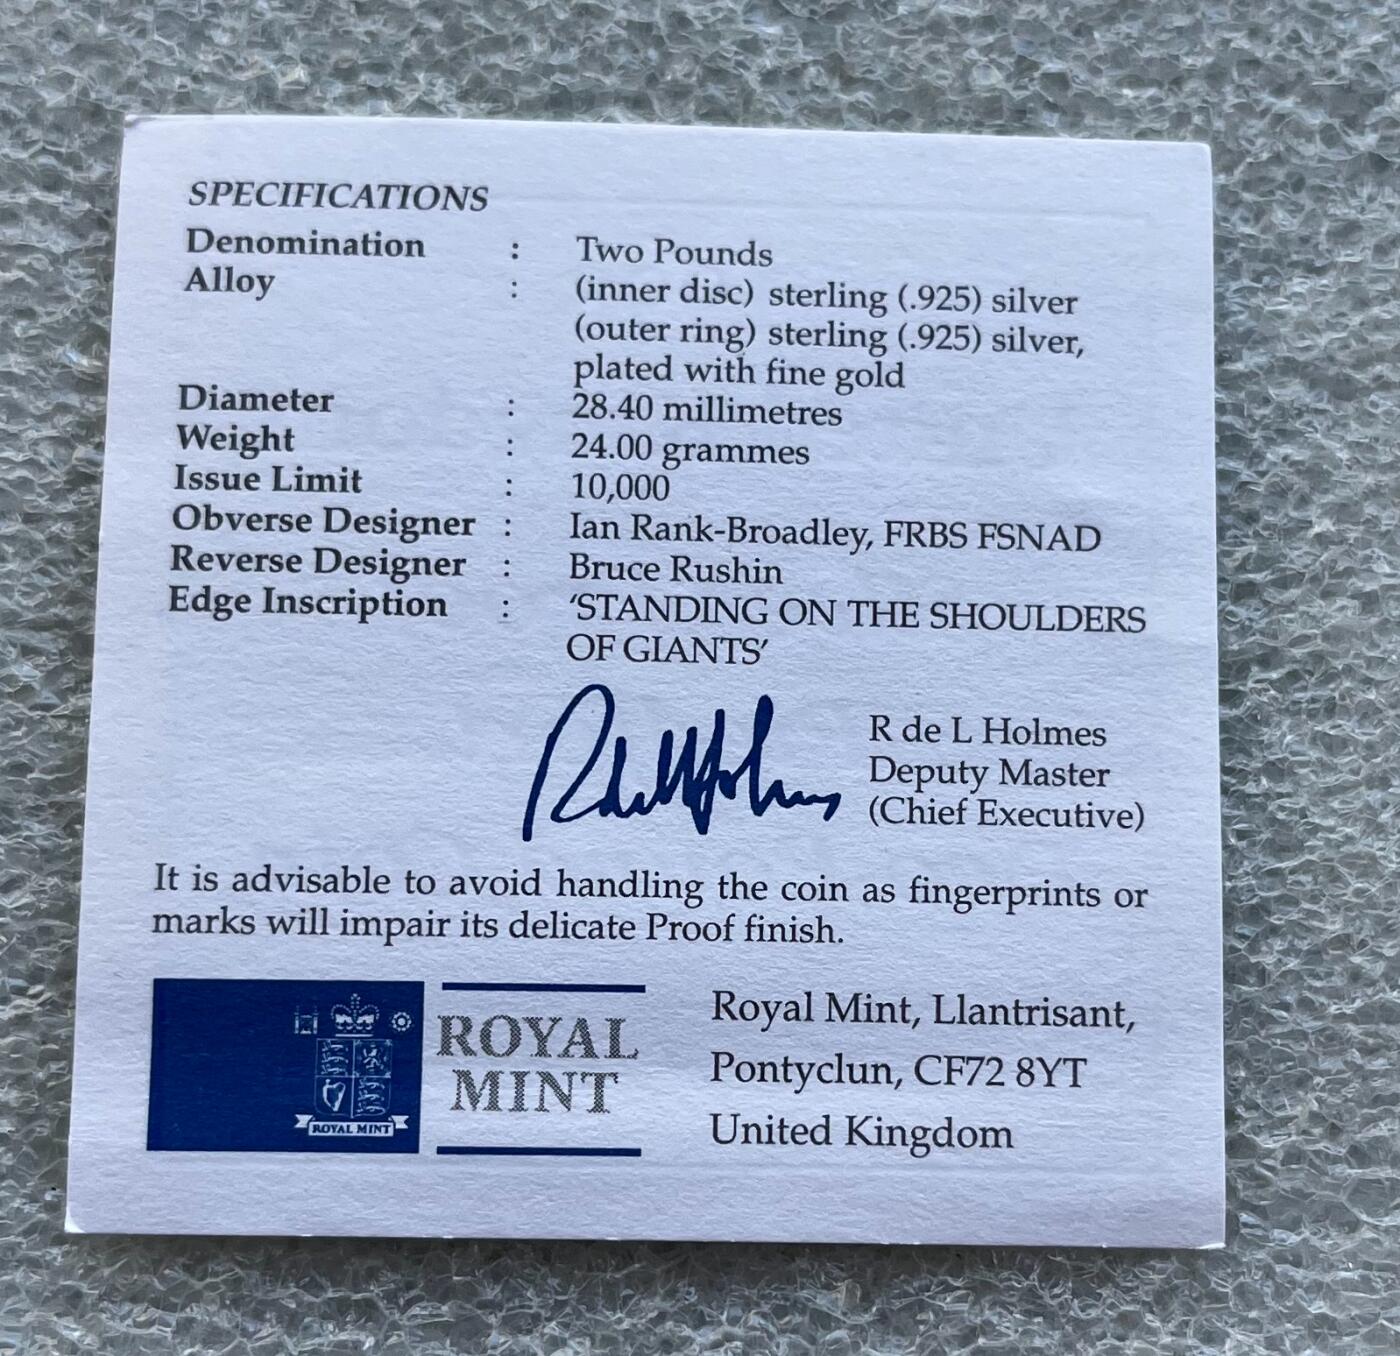 SPECIFICATIONS
Denomination : Two Pounds
Alloy : (inner disc) sterling (.925) silver
(outer ring) sterling (.925) silver,
plated with fine gold
Diameter : 28.40 millimetres
Weight : 24.00 grammes
Issue Limit : 10,000
Obverse Designer : Ian Rank-Broadley, FRBS FSNAD
Reverse Designer : Bruce Rushin
Edge Inscription : ‘STANDING ON THE SHOULDERS
OF GIANTS’
R de L Holmes
R de L Holmes
Deputy Master
(Chief Executive)
It is advisable to avoid handling the coin as fingerprints or
marks will impair its delicate Proof finish.
ROYAL MINT
ROYAL
MINT
Royal Mint, Llantrisant,
Pontyclun, CF72 8YT
United Kingdom